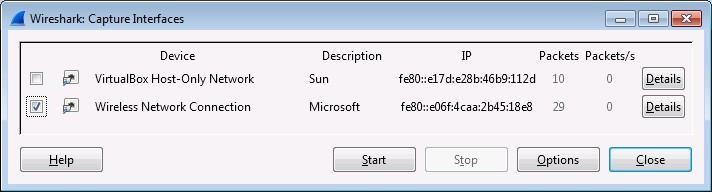 Wireshark: Capture Interfaces
Device Description IP Packets Packets/s
VirtualBox Host-Only Network Sun fe80::e17d:e28b:46b9:112d 10 0 Details
Wireless Network Connection Microsoft fe80::e06f:4caa:2b45:18e8 29 0 Details
Help Start Stop Options Close